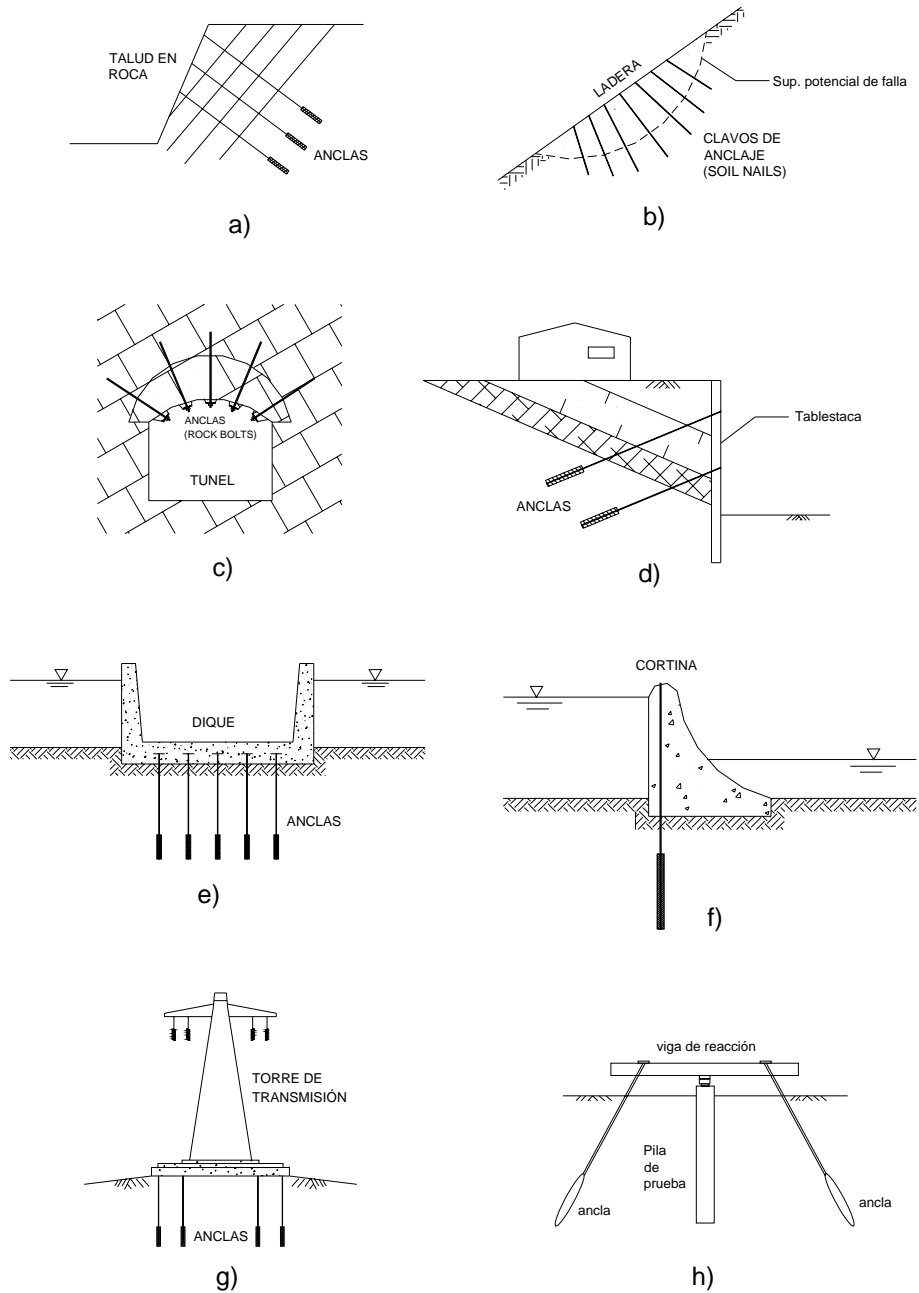 TALUD EN
ROCA
ANCLAS
a)
LADERA
Sup. potencial de falla
CLAVOS DE
ANCLAJE
(SOIL NAILS)
b)
ANCLAS
(ROCK BOLTS)
TUNEL
c)
Tablestaca
ANCLAS
d)
DIQUE
ANCLAS
e)
CORTINA
f)
TORRE DE
TRANSMISIÓN
ANCLAS
g)
viga de reacción
Pila
de
prueba
ancla
ancla
h)